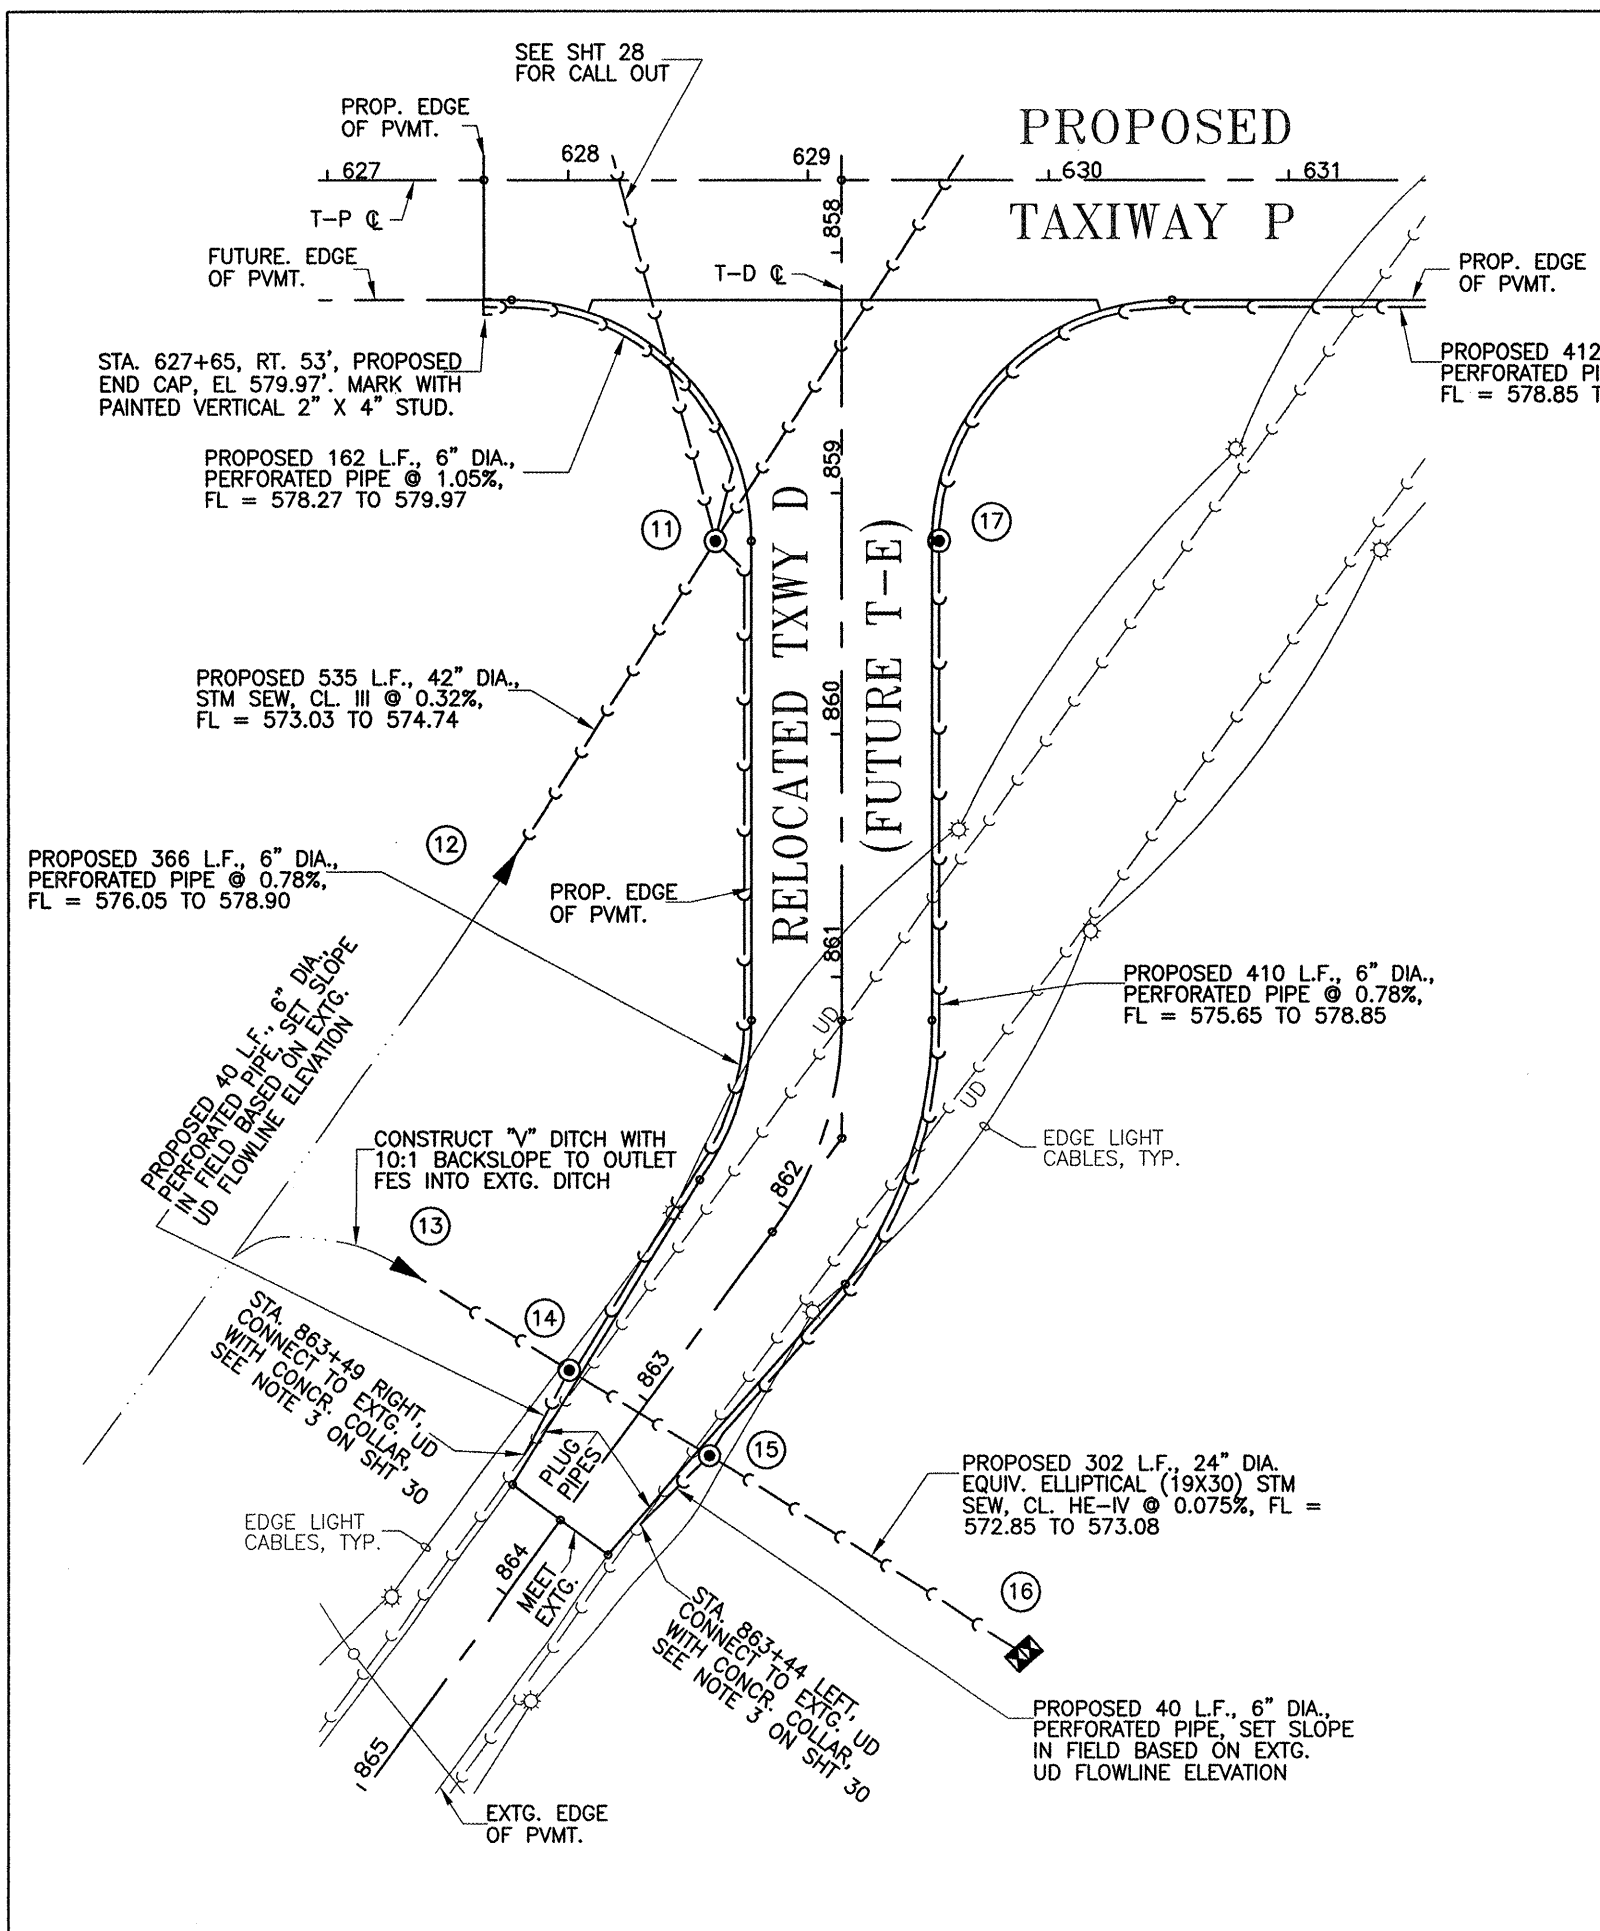 SEE SHT 28
FOR CALL OUT
PROP. EDGE
OF PVMT.
PROPOSED
627
628
629
630
631
T-P ℄
858
TAXIWAY P
FUTURE. EDGE
OF PVMT.
T-D ℄
PROP. EDGE
OF PVMT.
STA. 627+65, RT. 53', PROPOSED
END CAP, EL 579.97'. MARK WITH
PAINTED VERTICAL 2" X 4" STUD.
PROPOSED 412
PERFORATED
FL = 578.85
PROPOSED 162 L.F., 6" DIA.,
PERFORATED PIPE @ 1.05%,
FL = 578.27 TO 579.97
859
11
17
RELOCATED TXWY D
(FUTURE T-E)
PROPOSED 535 L.F., 42" DIA.,
STM SEW, CL. III @ 0.32%,
FL = 573.03 TO 574.74
860
12
PROPOSED 366 L.F., 6" DIA.,
PERFORATED PIPE @ 0.78%,
FL = 576.05 TO 578.90
PROP. EDGE
OF PVMT.
861
PROPOSED 410 L.F., 6" DIA.,
PERFORATED PIPE @ 0.78%,
FL = 575.65 TO 578.85
UD
UD
PROPOSED 40 L.F., 6" DIA.,
PERFORATED PIPE, SET SLOPE
IN FIELD BASED ON EXTG.
UD FLOWLINE ELEVATION
CONSTRUCT "V" DITCH WITH
10:1 BACKSLOPE TO OUTLET
FES INTO EXTG. DITCH
EDGE LIGHT
CABLES, TYP.
862
13
14
STA. 863+49 RIGHT,
CONNECT TO EXTG. UD
WITH CONCR. COLLAR,
SEE NOTE 3 ON SHT 30
863
PLUG
PIPES
15
PROPOSED 302 L.F., 24" DIA.
EQUIV. ELLIPTICAL (19X30) STM
SEW, CL. HE-IV @ 0.075%, FL =
572.85 TO 573.08
EDGE LIGHT
CABLES, TYP.
864
MEET
EXTG.
16
STA. 863+44 LEFT,
CONNECT TO EXTG. UD
WITH CONCR. COLLAR,
SEE NOTE 3 ON SHT 30
PROPOSED 40 L.F., 6" DIA.,
PERFORATED PIPE, SET SLOPE
IN FIELD BASED ON EXTG.
UD FLOWLINE ELEVATION
865
EXTG. EDGE
OF PVMT.